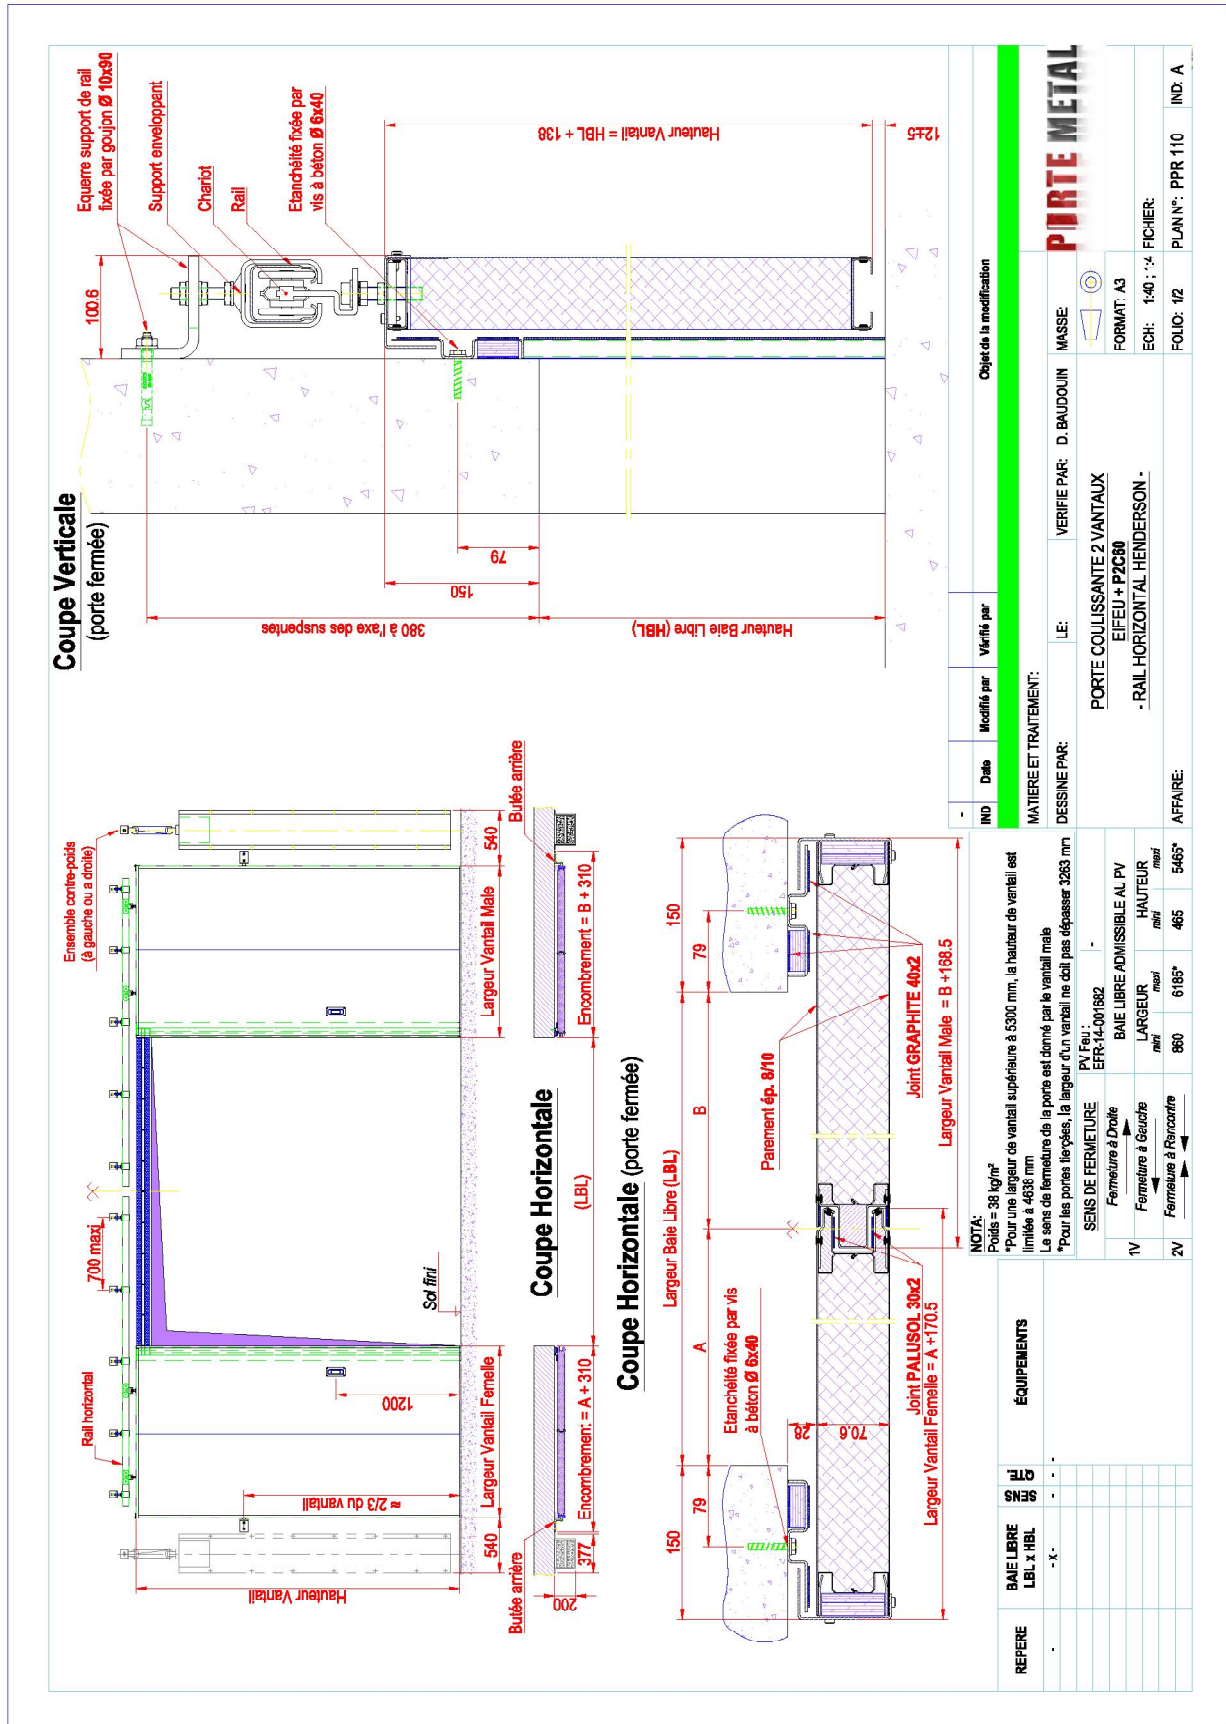 Coupe Verticale
(porte fermée)
Equerre support de rail
fixée par goujon Ø 10x90
Support enveloppant
Chariot
Rail
Etanchéité fixée par
vis à béton Ø 6x40
100.6
380 à l'axe des suspentes
150
79
Hauteur Baie Libre (HBL)
Hauteur Vantail = HBL + 138
12±5
Ensemble contre-poids
(à gauche ou a droite)
Rail horizontal
700 maxi
Hauteur Vantail
≈ 2/3 du vantail
1200
Sol fini
540
Largeur Vantail Femelle
Largeur Vantail Male
540
Butée arrière
Butée arrière
200
377
Encombrement = A + 310
(LBL)
Encombrement = B + 310
Coupe Horizontale
Coupe Horizontale (porte fermée)
Largeur Baie Libre (LBL)
150
79
A
B
79
150
Etanchéité fixée par vis
à béton Ø 6x40
28
70.6
Parement ép. 8/10
Joint PALUSOL 30x2
Joint GRAPHITE 40x2
Largeur Vantail Femelle = A +170.5
Largeur Vantail Male = B +168.5
NOTA:
Poids = 38 kg/m²
*Pour une largeur de vantail supérieure à 5300 mm, la hauteur de vantail est
limitée à 4638 mm
Le sens de fermeture de la porte est donné par le vantail male
*Pour les portes tierçées, la largeur d'un vantail ne doit pas dépasser 3263 mm
SENS DE FERMETURE
PV Feu :
EFR-14-001682
-
1V
Fermeture à Droite
Fermeture à Gauche
2V
Fermeture à Rencontre
BAIE LIBRE ADMISSIBLE AL PV
LARGEUR
HAUTEUR
mini
maxi
mini
maxi
860
6185*
465
5465*
REPERE
BAIE LIBRE
LBL x HBL
SENS
QTE
ÉQUIPEMENTS
-
- x -
-
-
-
-
IND
Date
Modifié par
Vérifié par
Objet de la modification
MATIERE ET TRAITEMENT:
DESSINE PAR:
LE:
VERIFIE PAR: D. BAUDOUIN
MASSE:
PORTE COULISSANTE 2 VANTAUX
EIFEU + P2C60
- RAIL HORIZONTAL HENDERSON -
AFFAIRE:
FORMAT: A3
ECH: 1:40 ; 1:4
FICHIER:
FOLIO: 1/2
PLAN N°: PPR 110
IND: A
PORTE METAL